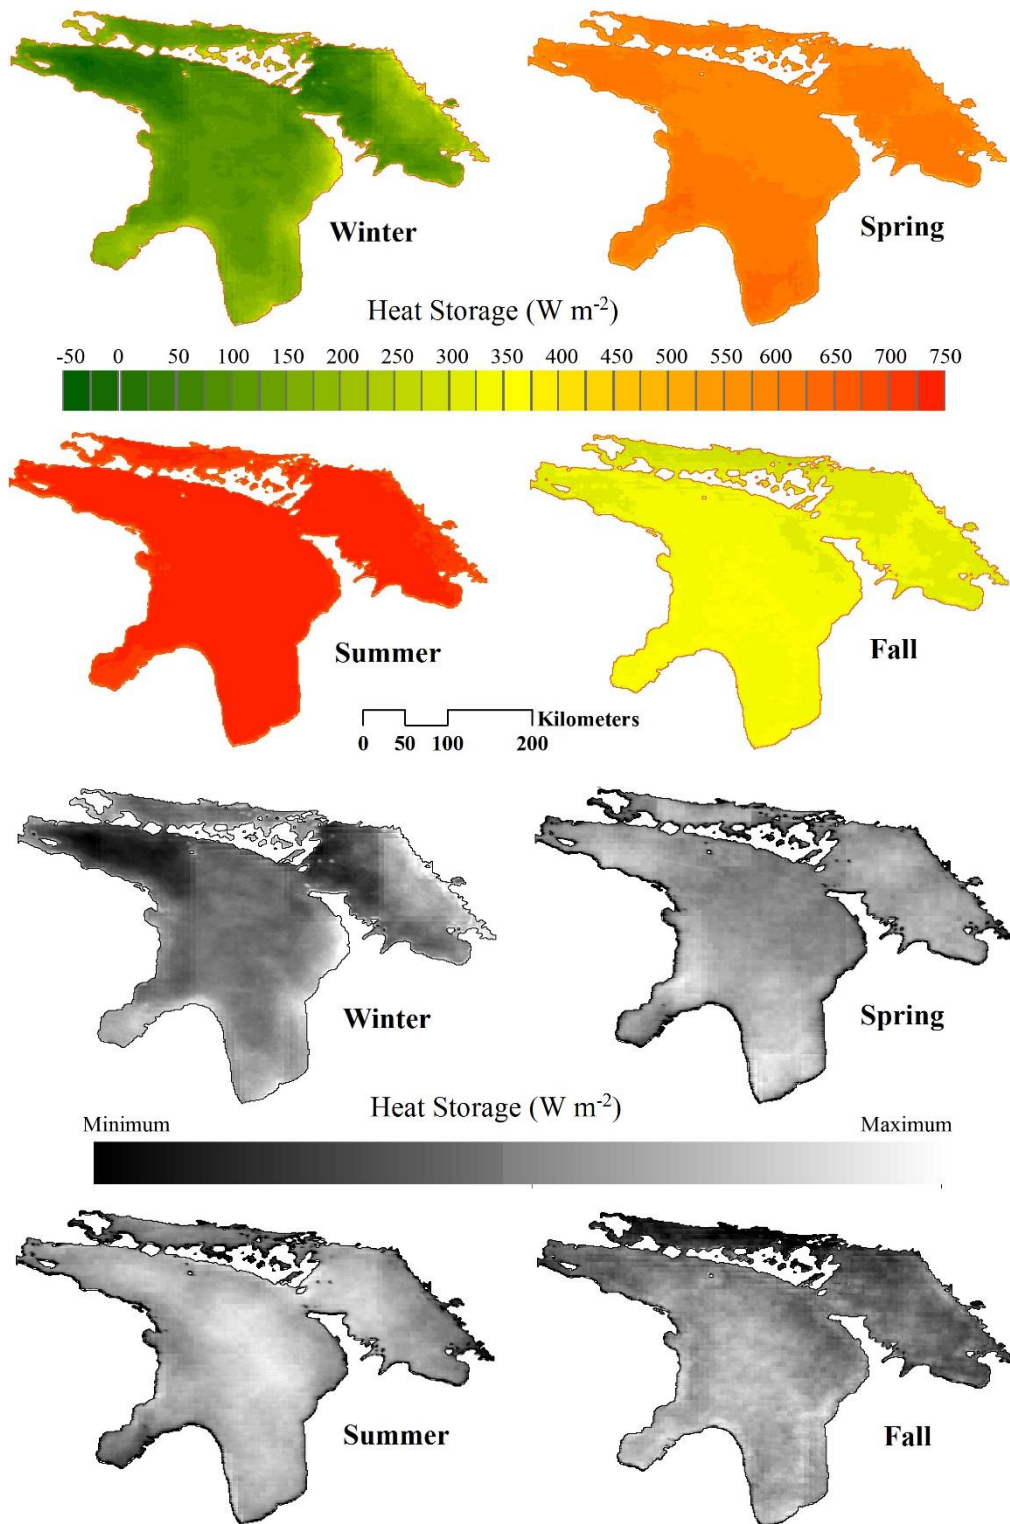 Winter
Spring
Heat Storage (W m-2)
-50 0 50 100 150 200 250 300 350 400 450 500 550 600 650 700 750
Summer
Fall
Kilometers
0 50 100 200
Winter
Spring
Heat Storage (W m-2)
Minimum Maximum
Summer
Fall